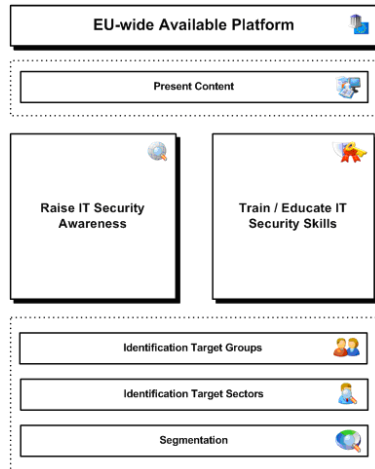 EU-wide Available Platform
Present Content
Raise IT Security
Awareness
Train / Educate IT
Security Skills
Identification Target Groups
Identification Target Sectors
Segmentation